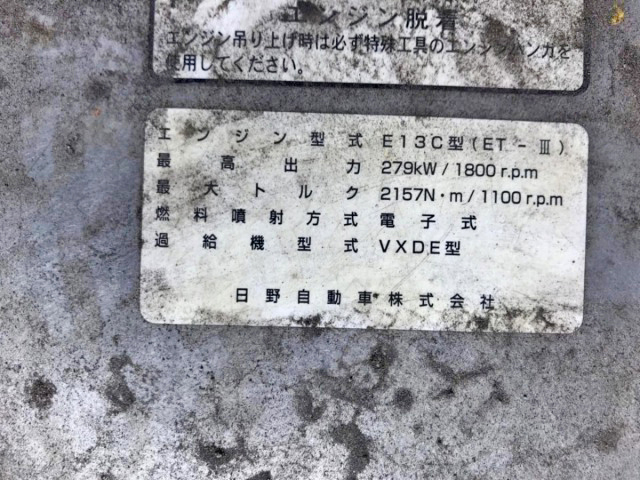 エンジン脱着
エンジン吊り上げ時は必ず特殊工具のエンジンハンガを
使用してください。
エンジン型式 E13C型(ET-Ⅲ)
最高出力 279kW/1800r.p.m
最大トルク 2157N・m/1100r.p.m
燃料噴射方式 電子式
過給機型式 VXDE型
日野自動車株式会社